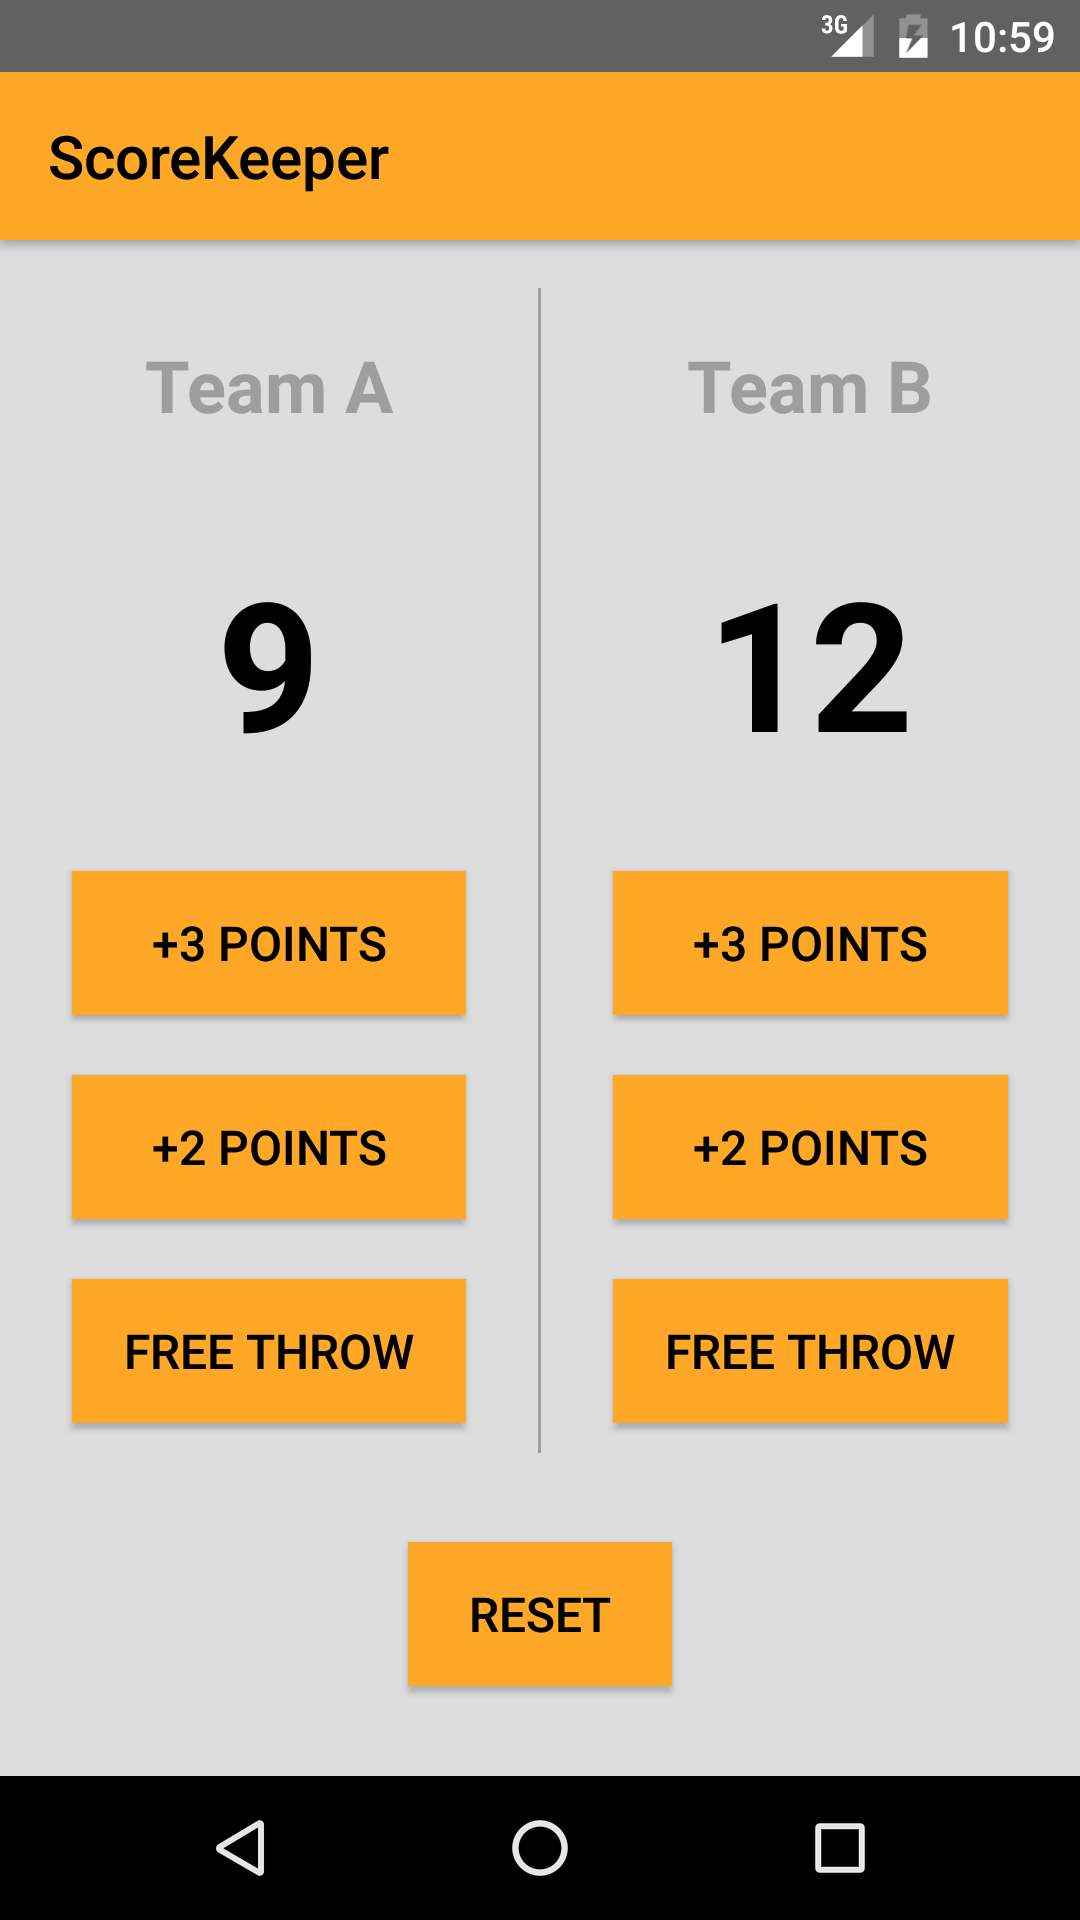 3G 10:59
ScoreKeeper
Team A
9
+3 POINTS
+2 POINTS
FREE THROW
Team B
12
+3 POINTS
+2 POINTS
FREE THROW
RESET